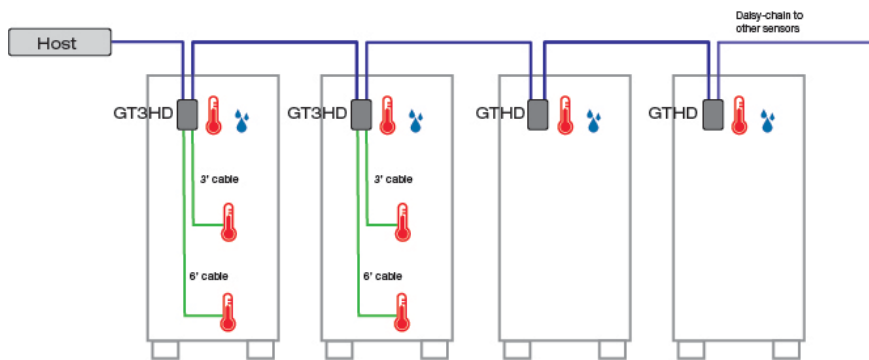 Daisy-chain to
other sensors
Host
GT3HD
GT3HD
GTHD
GTHD
3' cable
3' cable
6' cable
6' cable